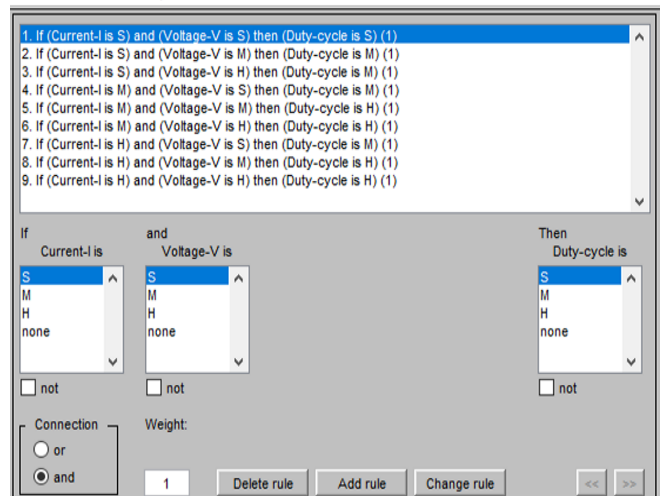 1. If (Current-I is S) and (Voltage-V is S) then (Duty-cycle is S) (1)
2. If (Current-I is S) and (Voltage-V is M) then (Duty-cycle is M) (1)
3. If (Current-I is S) and (Voltage-V is H) then (Duty-cycle is M) (1)
4. If (Current-I is M) and (Voltage-V is S) then (Duty-cycle is M) (1)
5. If (Current-I is M) and (Voltage-V is M) then (Duty-cycle is H) (1)
6. If (Current-I is M) and (Voltage-V is H) then (Duty-cycle is H) (1)
7. If (Current-I is H) and (Voltage-V is S) then (Duty-cycle is M) (1)
8. If (Current-I is H) and (Voltage-V is M) then (Duty-cycle is H) (1)
9. If (Current-I is H) and (Voltage-V is H) then (Duty-cycle is H) (1)
If and Then
Current-I is Voltage-V is Duty-cycle is
S S S
M M M
H H H
none none none
not not not
Connection Weight:
or
and 1 Delete rule Add rule Change rule << >>